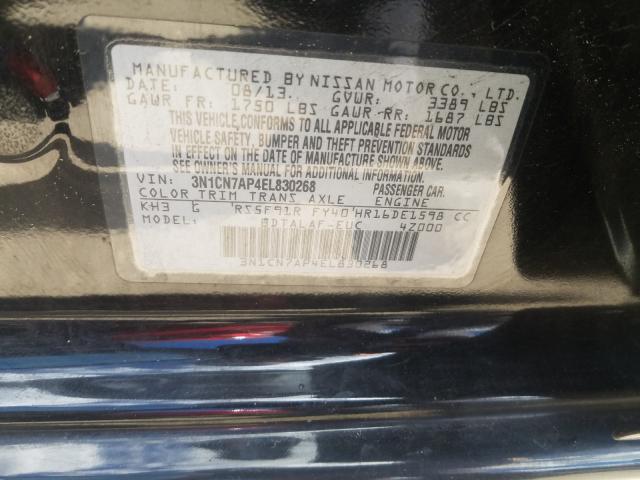 MANUFACTURED BY NISSAN MOTOR CO., LTD.
DATE: 08/13. GVWR: 3389 LBS
GAWR FR: 1750 LBS GAWR RR: 1687 LBS
THIS VEHICLE CONFORMS TO ALL APPLICABLE FEDERAL MOTOR
VEHICLE SAFETY, BUMPER AND THEFT PREVENTION STANDARDS
IN EFFECT ON THE DATE OF MANUFACTURE SHOWN ABOVE.
SEE OWNER'S MANUAL FOR ADDITIONAL INFORMATION.
VIN: 3N1CN7AP4EL830268 PASSENGER CAR.
COLOR TRIM TRANS AXLE ENGINE
KH3 G RS5F91R FY40 HR16DE1598 CC
MODEL: BDTALAF-EUC 42000
3N1CN7AP4EL830268